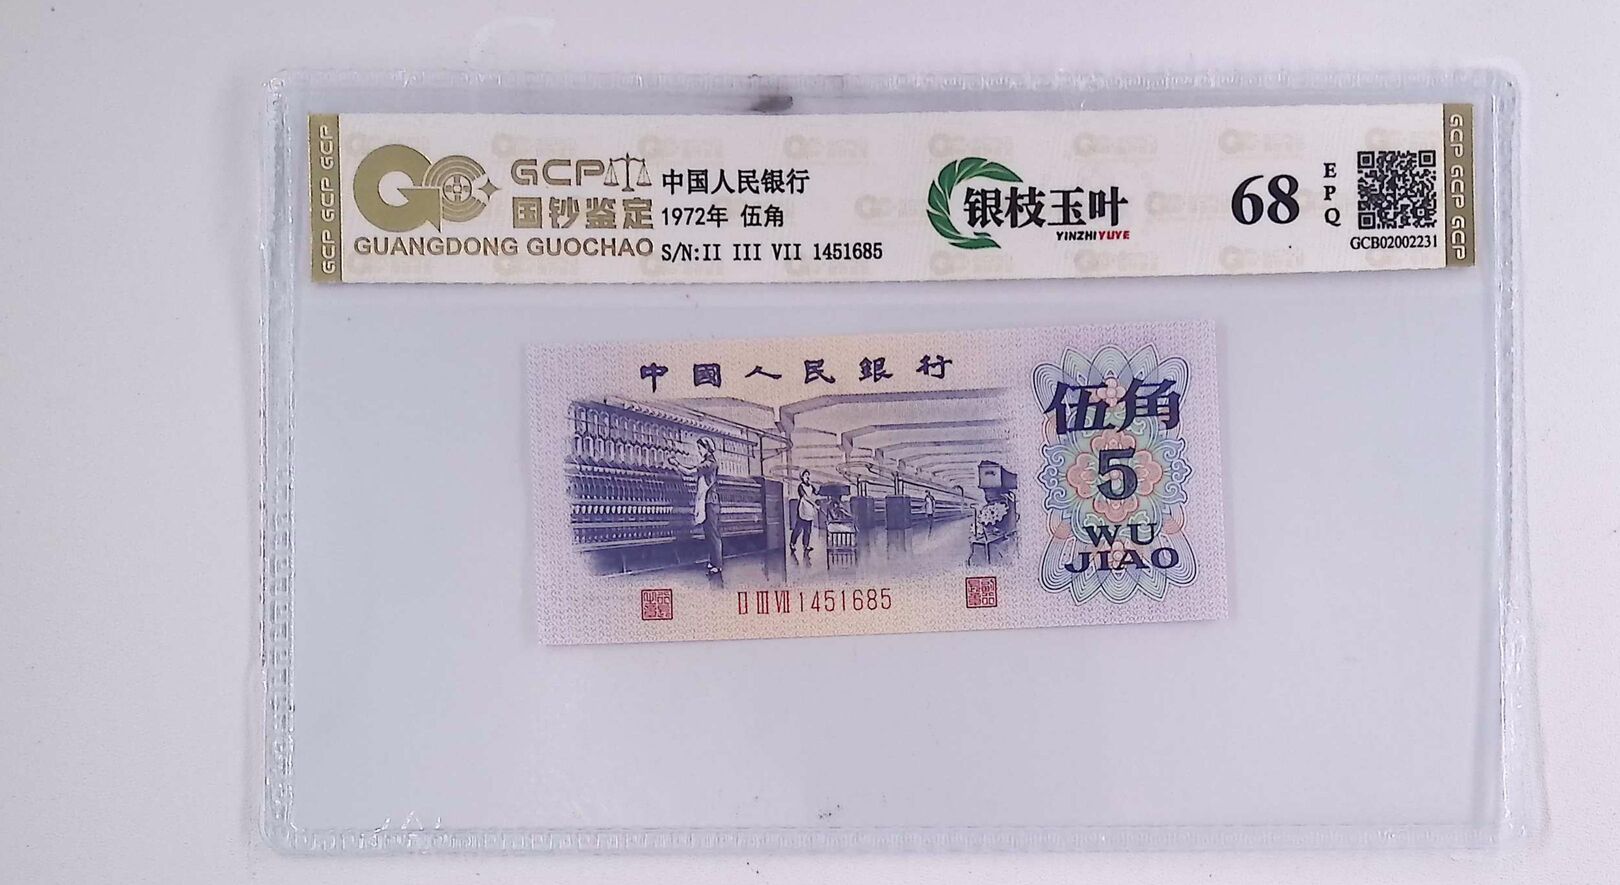 GCP GCP GCP
GCP
国钞鉴定
GUANGDONG GUOCHAO
中国人民银行
1972年 伍角
S/N:II III VII 1451685
银枝玉叶
YINZHIYUYE
68
EPQ
GCB02002231
GCP GCP GCP
中國人民銀行
伍角
5
WU
JIAO
II III VII 1451685